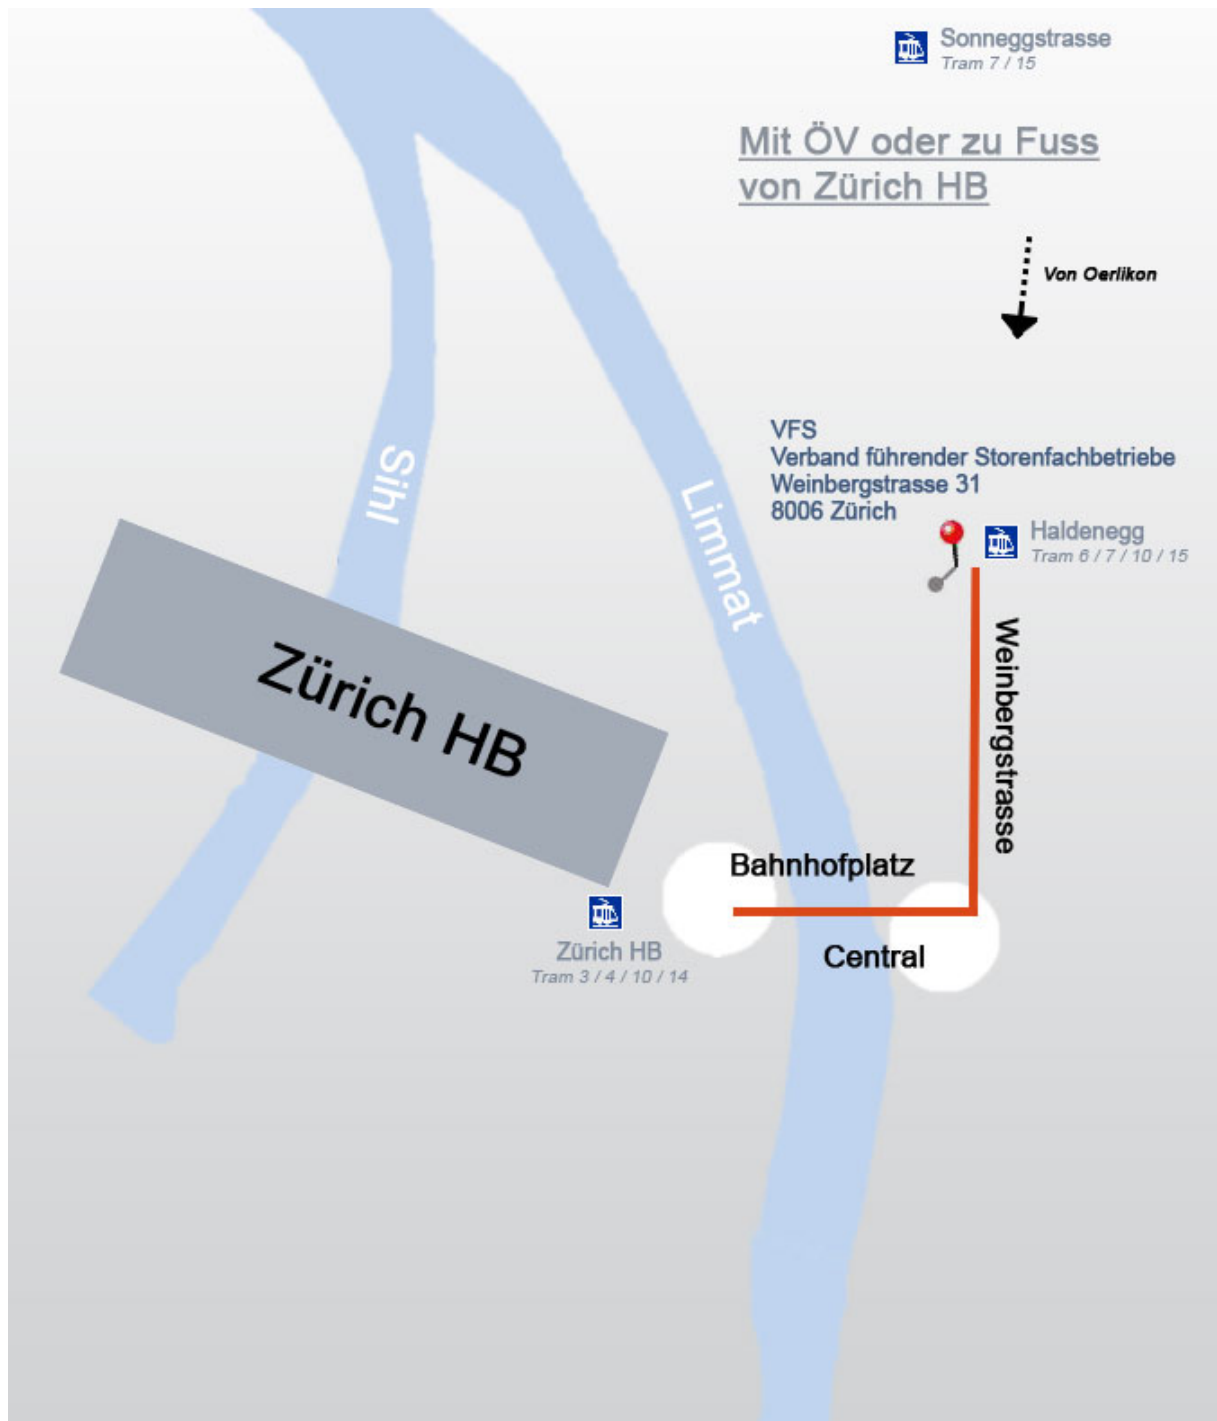 Sonneggstrasse
Tram 7 / 15
Mit ÖV oder zu Fuss
von Zürich HB
Von Oerlikon
VFS
Verband führender Storenfachbetriebe
Weinbergstrasse 31
8006 Zürich
Haldenegg
Tram 6 / 7 / 10 / 15
Sihl
Limmat
Zürich HB
Weinbergstrasse
Bahnhofplatz
Central
Zürich HB
Tram 3 / 4 / 10 / 14